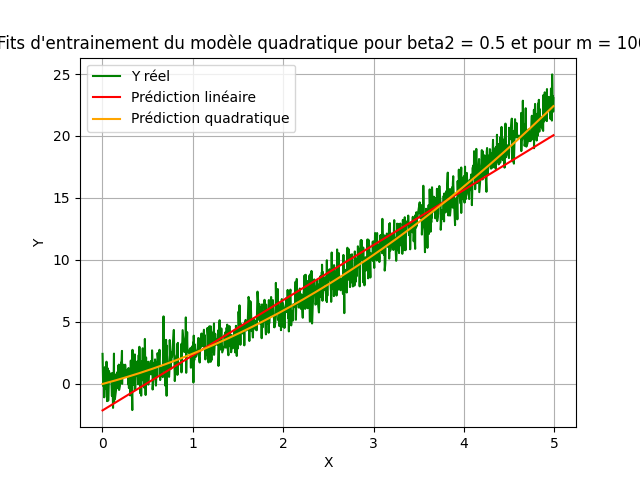 Fits d'entrainement du modèle quadratique pour beta2 = 0.5 et pour m = 100
Y réel
Prédiction linéaire
Prédiction quadratique
25
20
15
10
5
0
Y
0 1 2 3 4 5
X